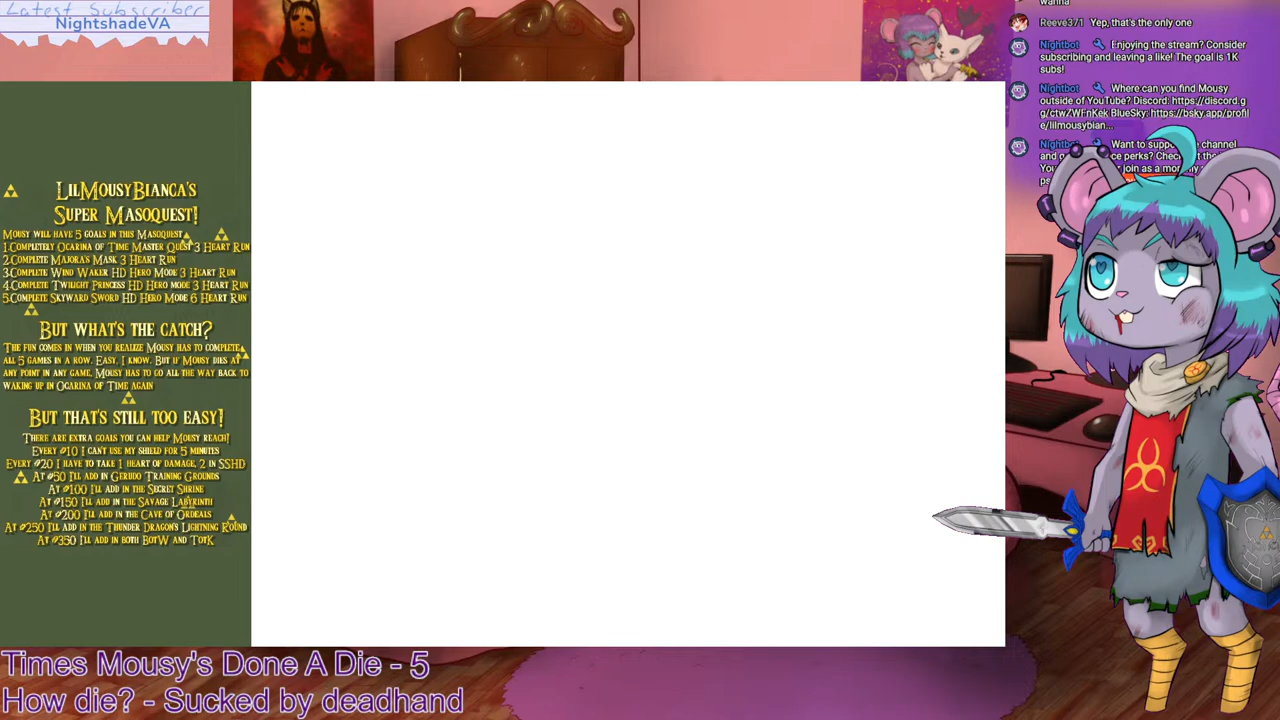 Latest Subscriber
NightshadeVA
LilMousyBianca's
Super Masoquest!
Mousy will have 5 goals in this Masoquest
1.Completely Ocarina of Time Master Quest 3 Heart Run
2.Complete Majora's Mask 3 Heart Run
3.Complete Wind Waker HD Hero Mode 3 Heart Run
4.Complete Twilight Princess HD Hero mode 3 Heart Run
5.Complete Skyward Sword HD Hero Mode 6 Heart Run
But what's the catch?
The fun comes in when you realize Mousy has to complete
all 5 games in a row. Easy, I know. But if Mousy dies at
any point in any game, Mousy has to go all the way back to
waking up in Ocarina of Time again
But that's still too easy!
There are extra goals you can help Mousy reach!
Every $10 I can't use my shield for 5 minutes
Every $20 I have to take 1 heart of damage, 2 in SSHD
At $50 I'll add in Gerudo Training Grounds
At $100 I'll add in the Secret Shrine
At $150 I'll add in the Savage Labyrinth
At $200 I'll add in the Cave of Ordeals
At $250 I'll add in the Thunder Dragon's Lightning Round
At $350 I'll add in both BotW and TotK
wanna
Reeve371 Yep, that's the only one
Nightbot Enjoying the stream? Consider
subscribing and leaving a like! The goal is 1K
subs!
Nightbot Where can you find Mousy
outside of YouTube? Discord: https://discord.g
g/ctwZWFnKek BlueSky: https://bsky.app/profil
e/lilmousybian...
Nightbot Want to the channel
and perks?
join as a
Times Mousy's Done A Die - 5
How die? - Sucked by deadhand